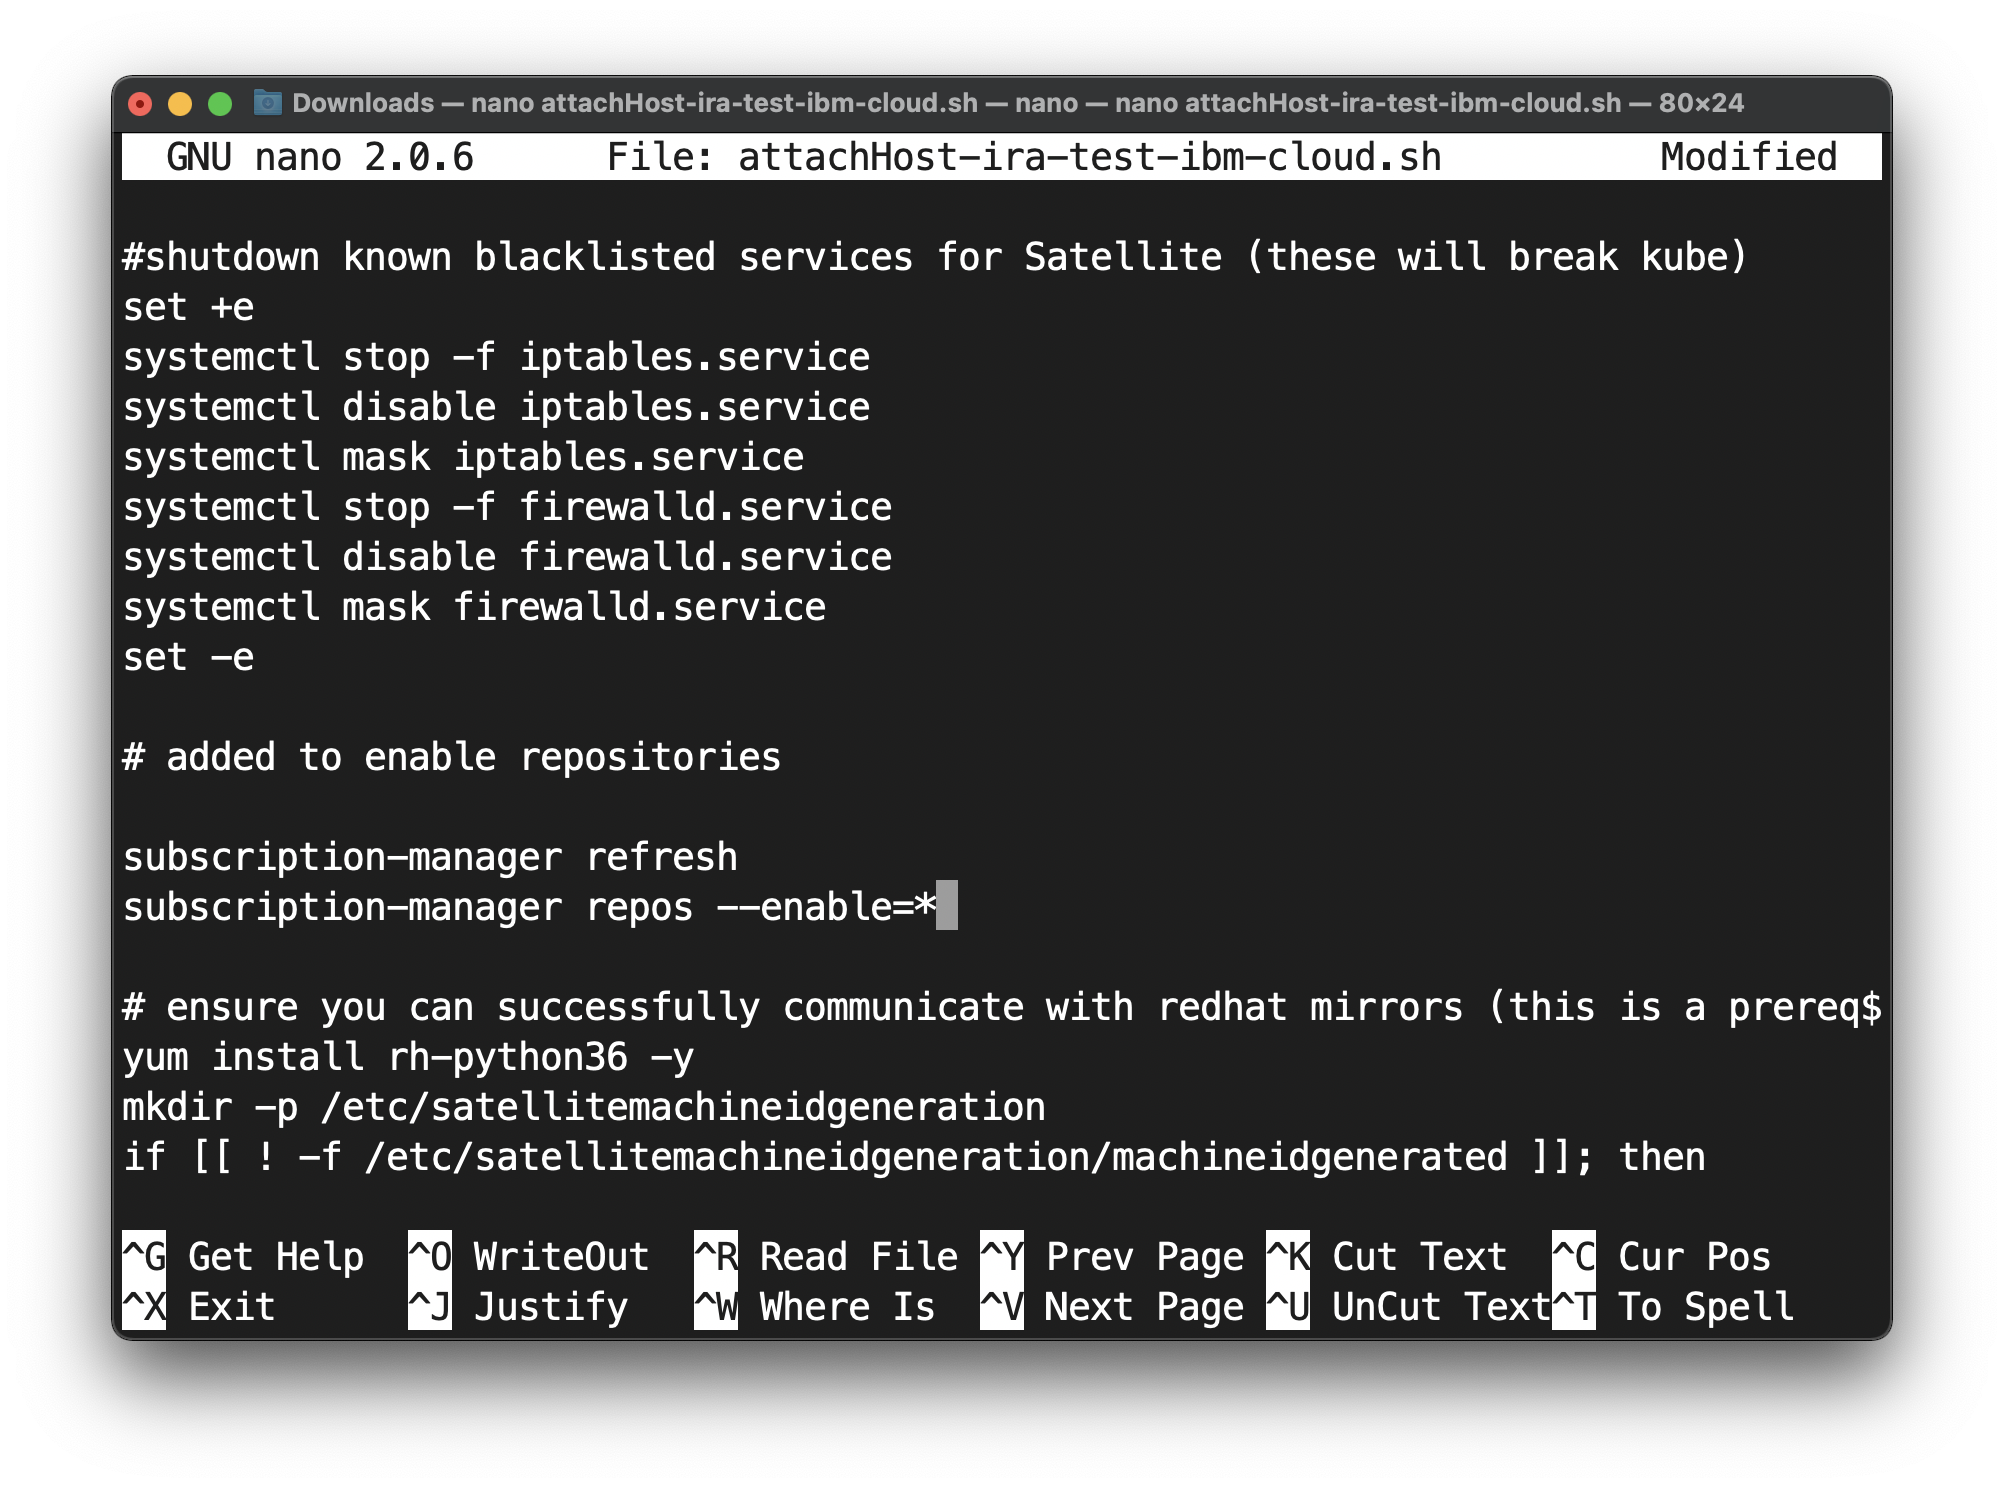 Downloads — nano attachHost-ira-test-ibm-cloud.sh — nano — nano attachHost-ira-test-ibm-cloud.sh — 80×24
GNU nano 2.0.6 File: attachHost-ira-test-ibm-cloud.sh Modified
#shutdown known blacklisted services for Satellite (these will break kube)
set +e
systemctl stop -f iptables.service
systemctl disable iptables.service
systemctl mask iptables.service
systemctl stop -f firewalld.service
systemctl disable firewalld.service
systemctl mask firewalld.service
set -e
# added to enable repositories
subscription-manager refresh
subscription-manager repos --enable=*
# ensure you can successfully communicate with redhat mirrors (this is a prereq$
yum install rh-python36 -y
mkdir -p /etc/satellitemachineidgeneration
if [[ ! -f /etc/satellitemachineidgeneration/machineidgenerated ]]; then
^G Get Help ^O WriteOut ^R Read File ^Y Prev Page ^K Cut Text ^C Cur Pos
^X Exit ^J Justify ^W Where Is ^V Next Page ^U UnCut Text ^T To Spell